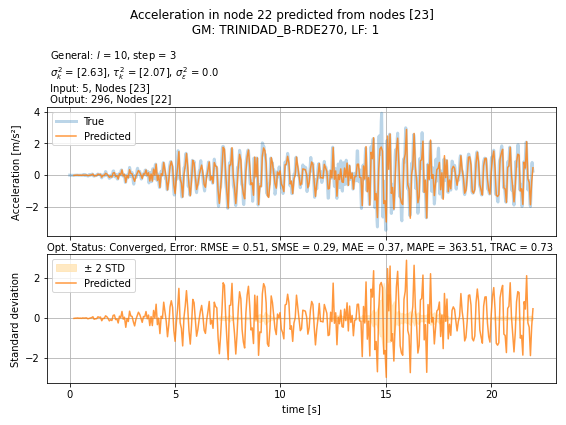 Acceleration in node 22 predicted from nodes [23]
GM: TRINIDAD_B-RDE270, LF: 1
General: l = 10, step = 3
σ²ₖ = [2.63], τ²ₖ = [2.07], σ²ε = 0.0
Input: 5, Nodes [23]
Output: 296, Nodes [22]
4
2
0
−2
Acceleration [m/s²]
True
Predicted
Opt. Status: Converged, Error: RMSE = 0.51, SMSE = 0.29, MAE = 0.37, MAPE = 363.51, TRAC = 0.73
2
0
−2
Standard deviation
± 2 STD
Predicted
0
5
10
15
20
time [s]